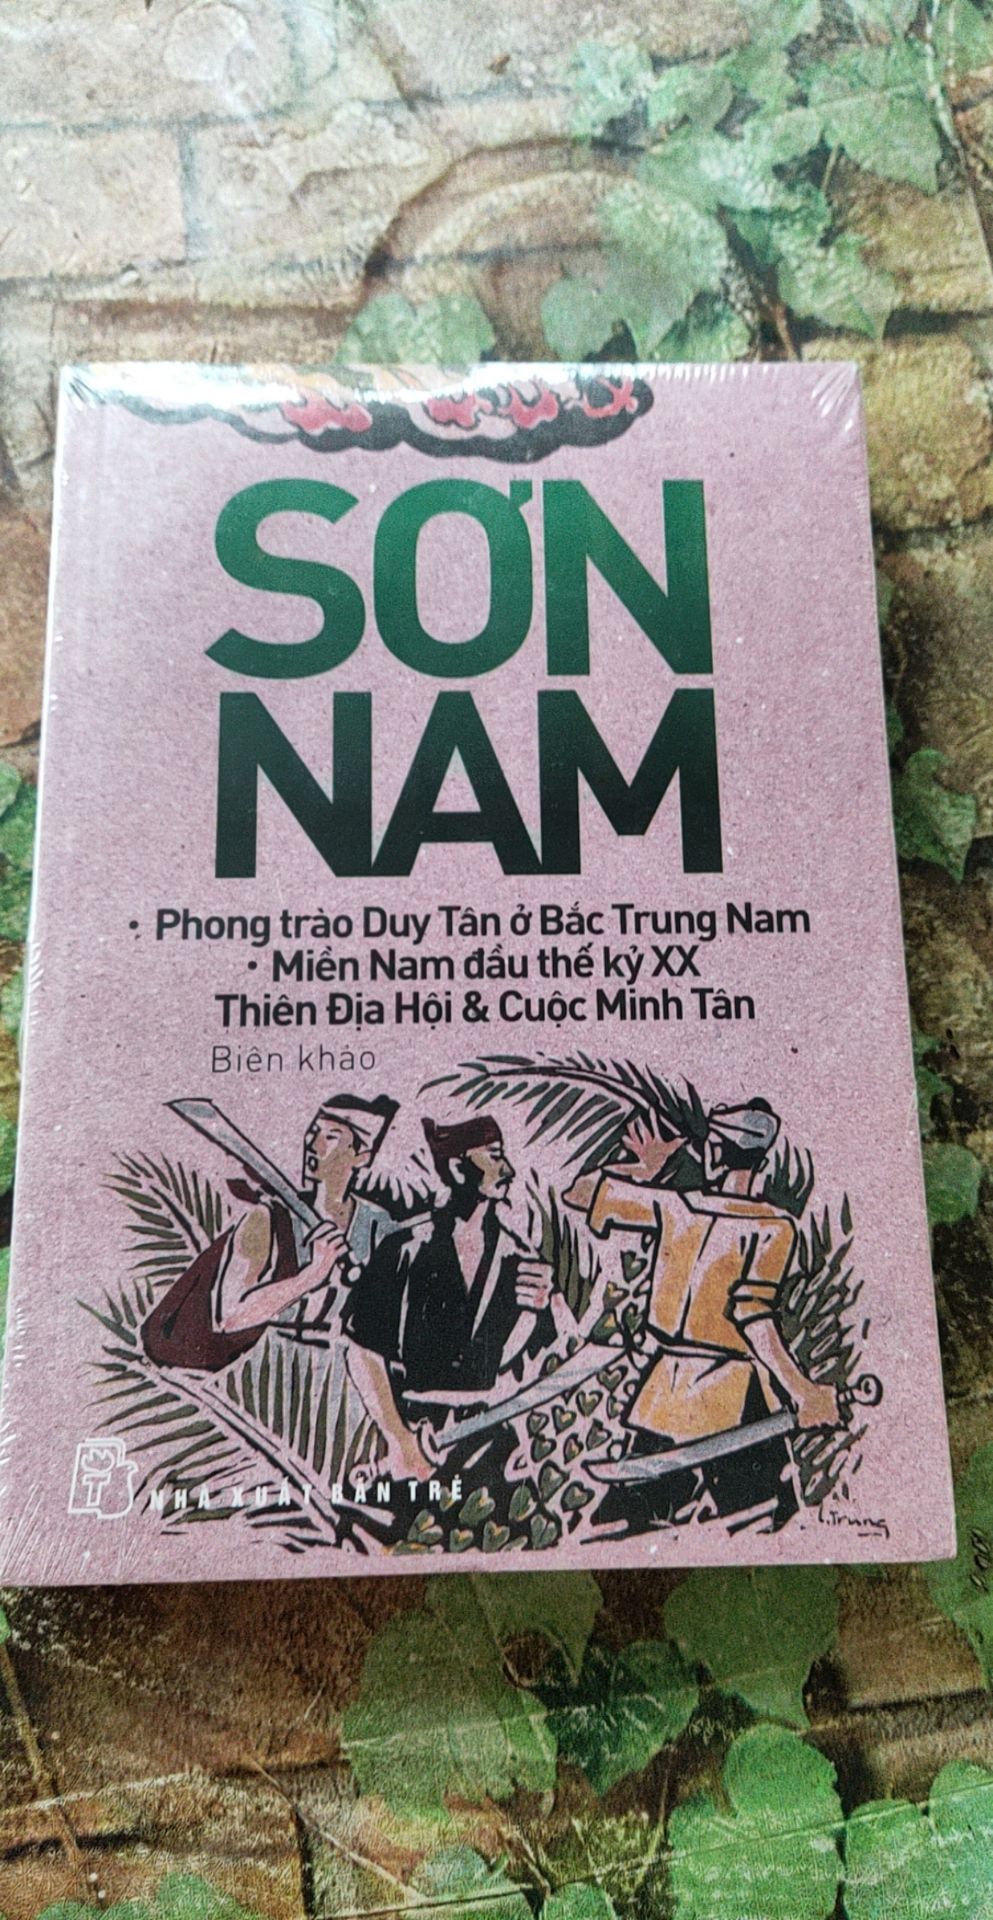 SƠN
NAM
• Phong trào Duy Tân ở Bắc Trung Nam
• Miền Nam đầu thế kỷ XX
Thiên Địa Hội & Cuộc Minh Tân
Biên khảo
T
NHÀ XUẤT BẢN TRẺ
L.Trung